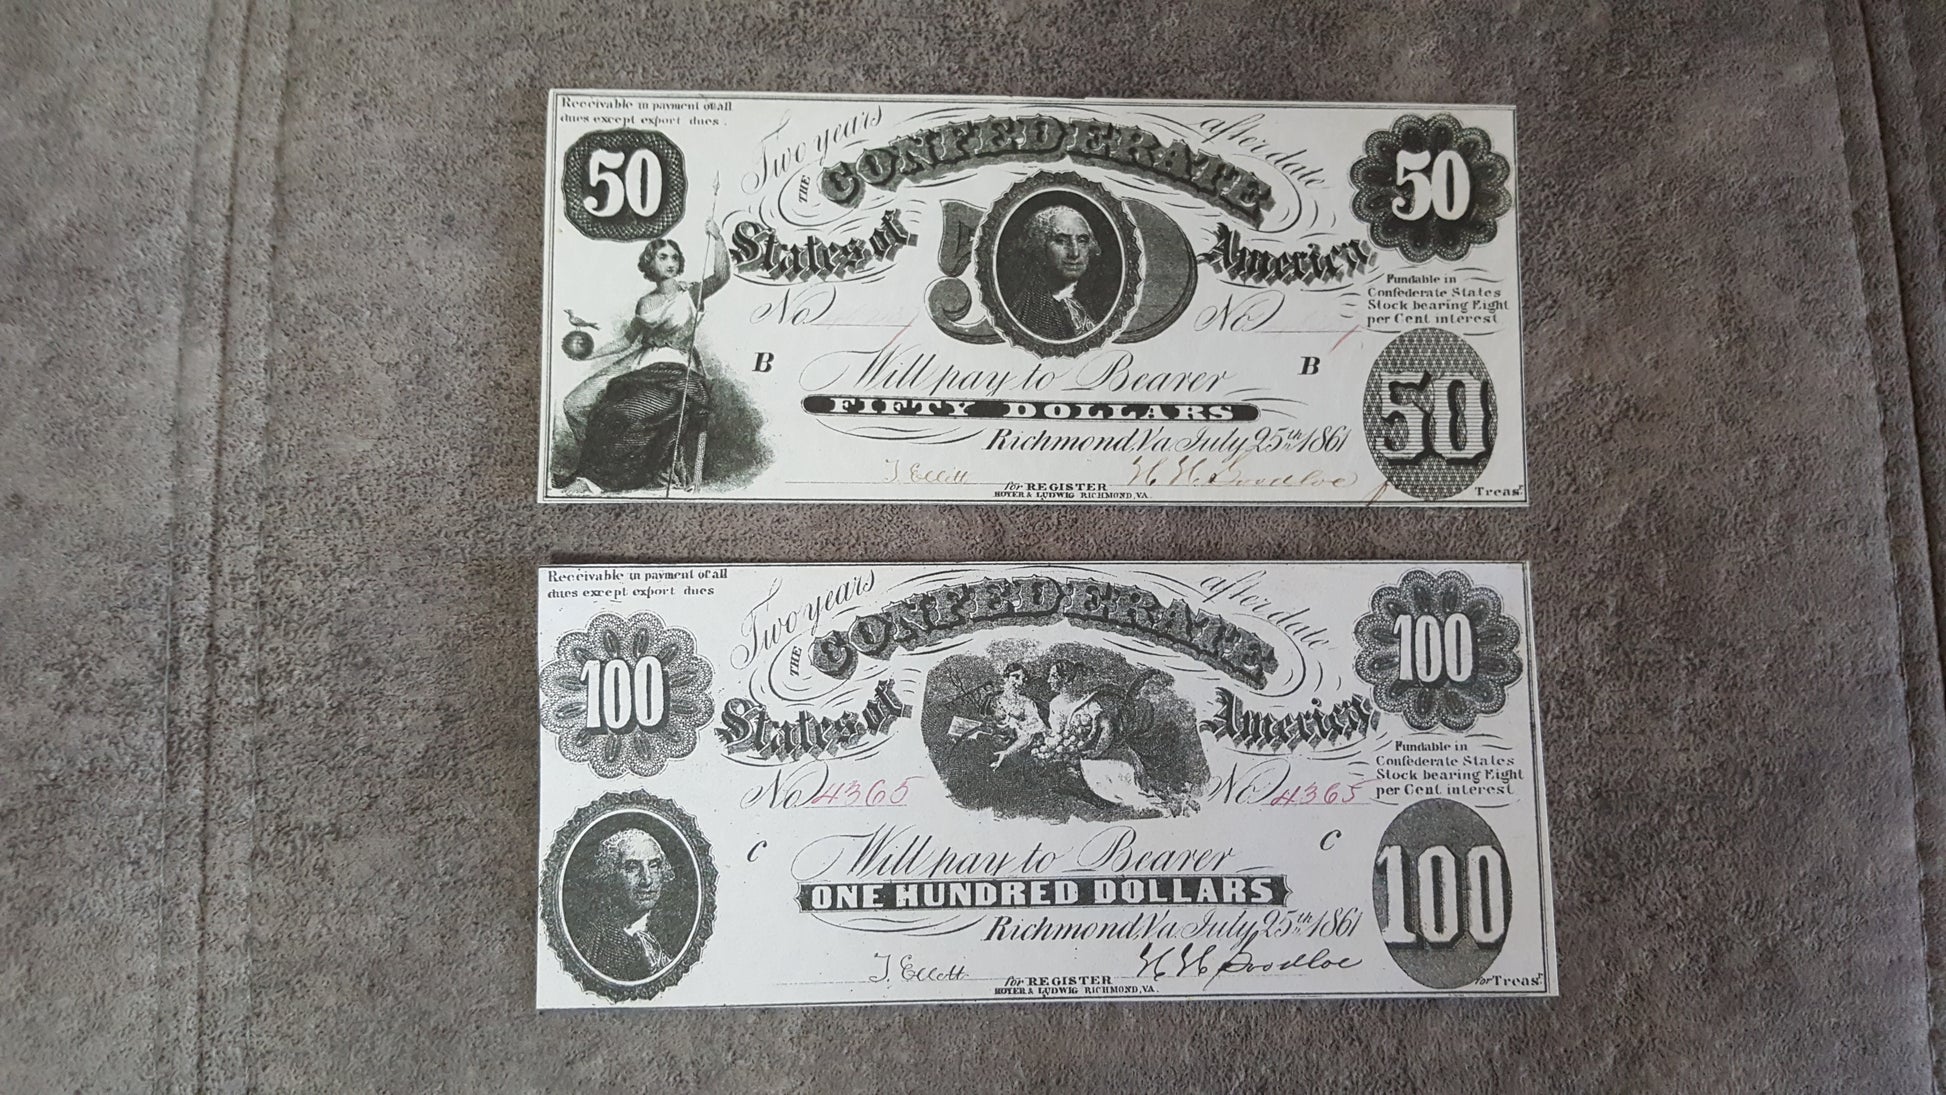 Receivable in payment of all
dues except export dues.
Two years after date
50
50
THE CONFEDERATE
States of America
50
Fundable in
Confederate States
Stock bearing Eight
per Cent interest
No No
B B
Will pay to Bearer
50
FIFTY DOLLARS
Richmond, Va July 25th 1861
T. Ellett
for REGISTER
Treasr
HOYER & LUDWIG RICHMOND, VA.
Receivable in payment of all
dues except export dues
Two years after date
100
100
THE CONFEDERATE
States of America
Fundable in
Confederate States
Stock bearing Eight
per Cent interest
No 4365 No 4365
C C
Will pay to Bearer
100
ONE HUNDRED DOLLARS
Richmond, Va July 25th 1861
T. Ellett
for REGISTER
for Treasr
HOYER & LUDWIG RICHMOND, VA.